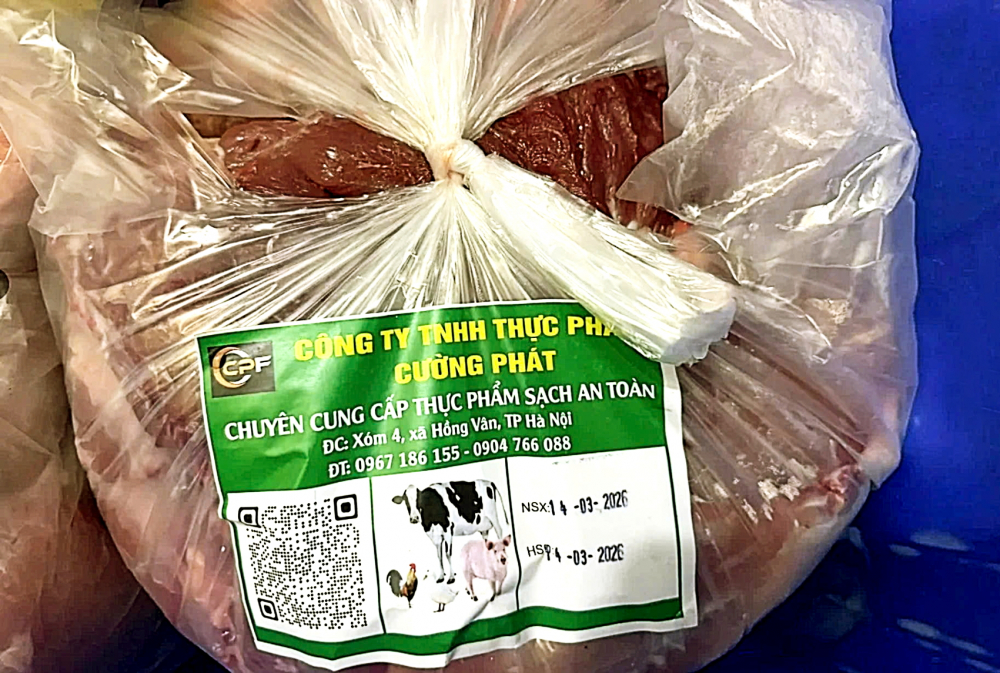 CPF
CÔNG TY TNHH THỰC
CƯỜNG PHÁT
CHUYÊN CUNG CẤP THỰC PHẨM SẠCH AN TOÀN
ĐC: Xóm 4, xã Hồng Vân, TP Hà Nội
ĐT: 0967 186 155 - 0904 766 088
NSX: 14 -03- 2026
-03- 2026